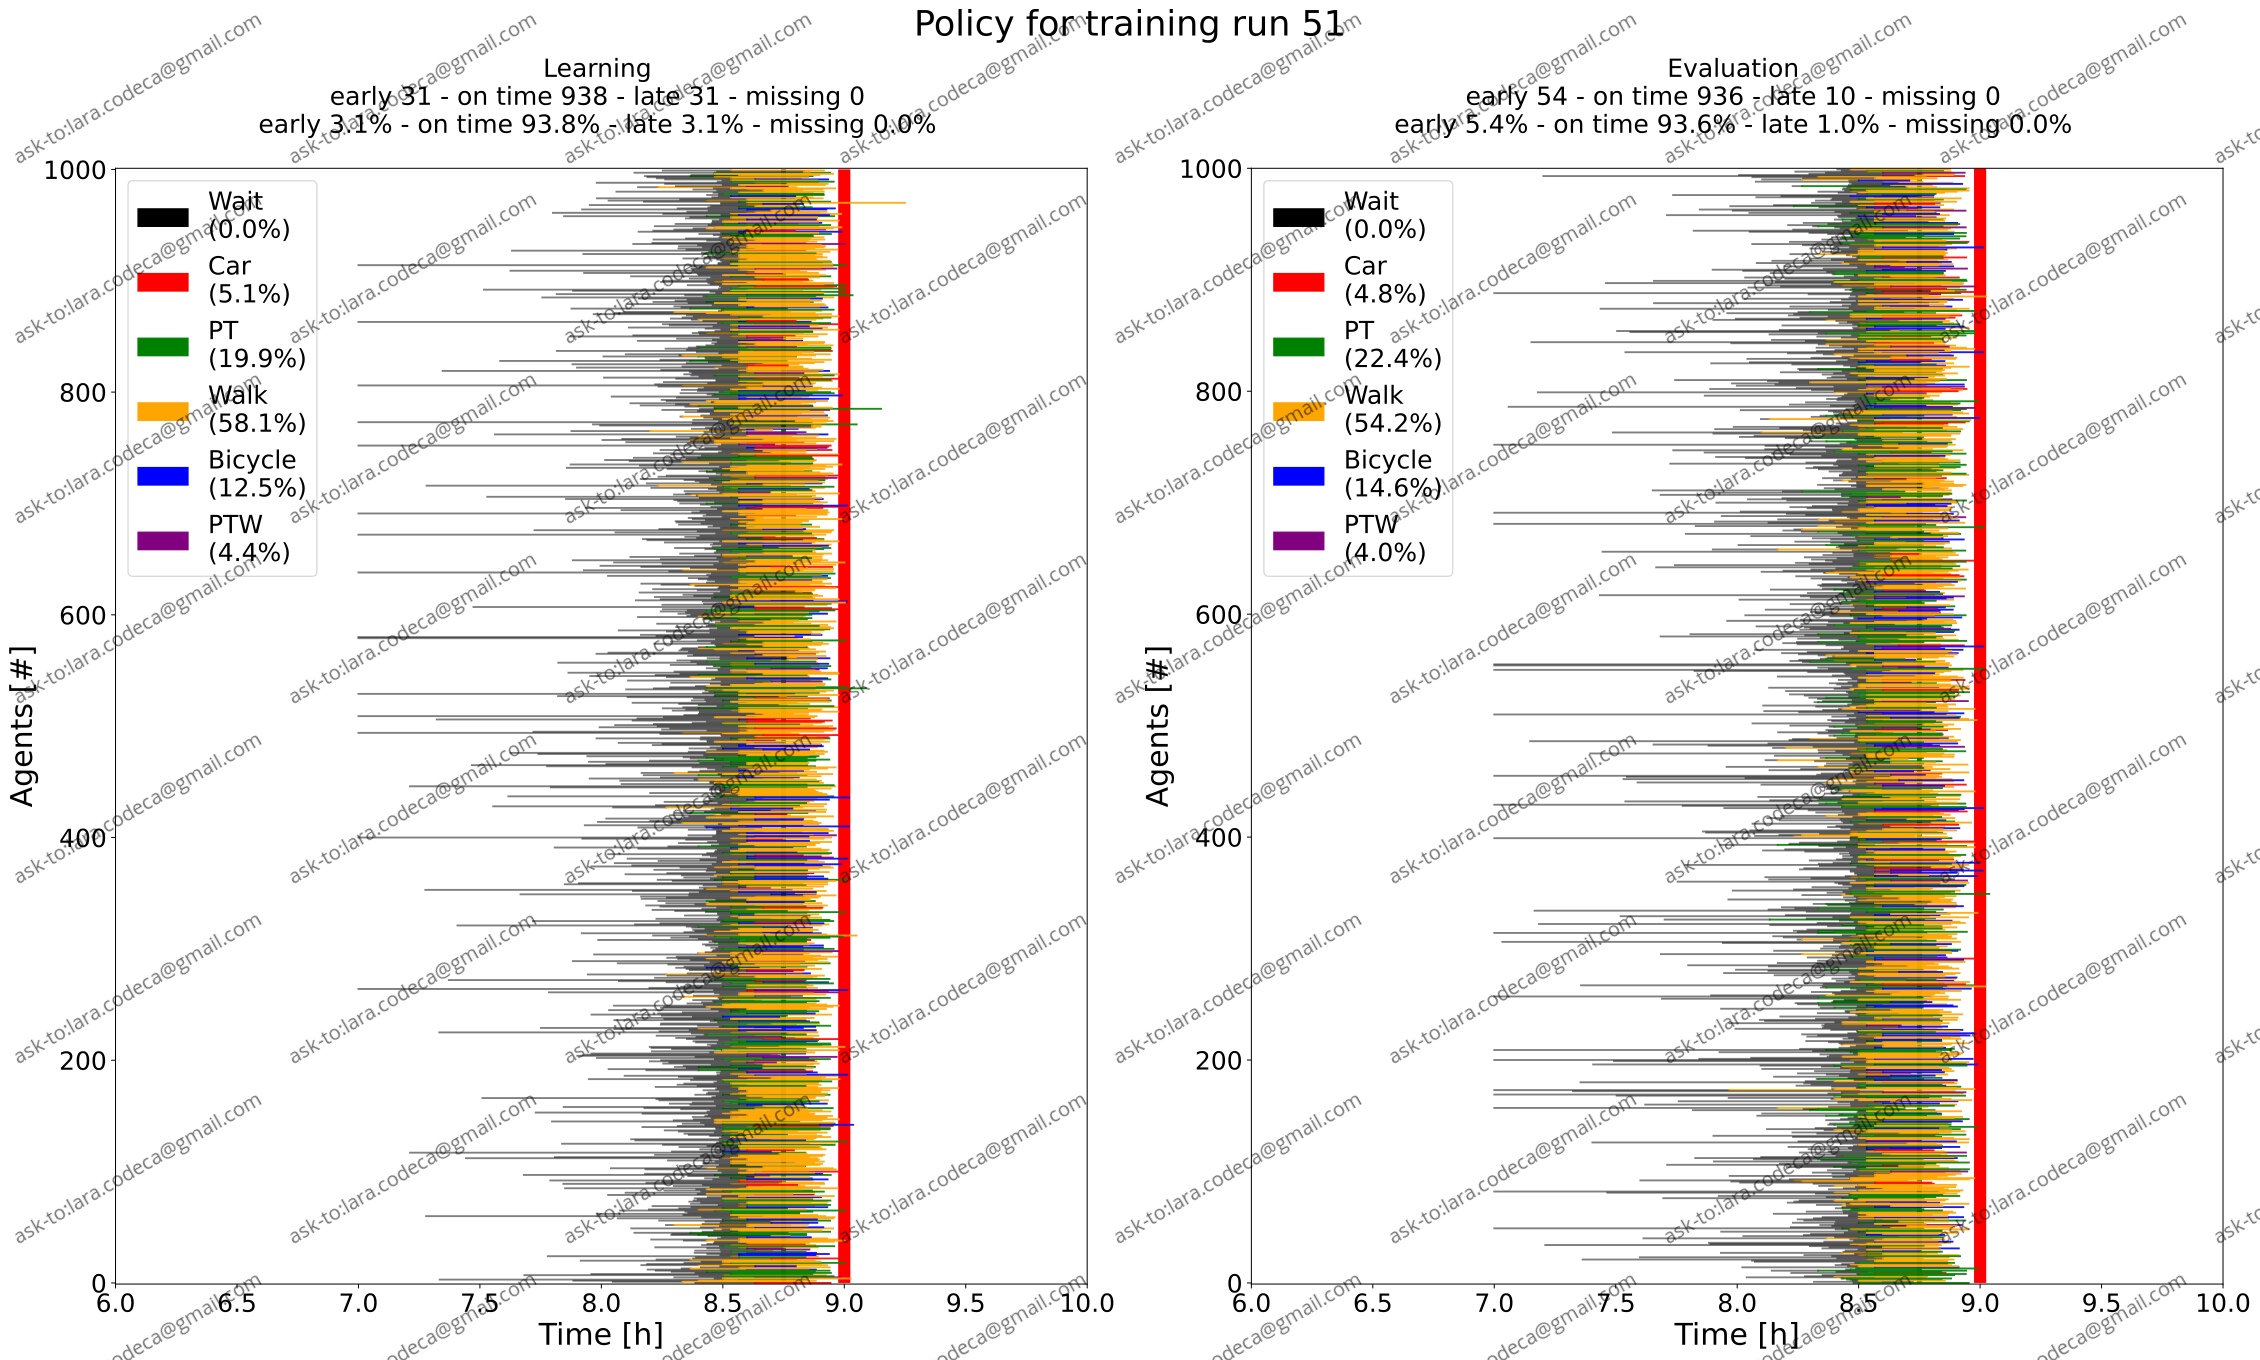 Policy for training run 51
Learning
early 31 - on time 938 - late 31 - missing 0
early 3.1% - on time 93.8% - late 3.1% - missing 0.0%
1000
800
600
400
200
0
Agents [#]
Wait
(0.0%)
Car
(5.1%)
PT
(19.9%)
Walk
(58.1%)
Bicycle
(12.5%)
PTW
(4.4%)
6.0 6.5 7.0 7.5 8.0 8.5 9.0 9.5 10.0
Time [h]
Evaluation
early 54 - on time 936 - late 10 - missing 0
early 5.4% - on time 93.6% - late 1.0% - missing 0.0%
1000
800
600
400
200
0
Agents [#]
Wait
(0.0%)
Car
(4.8%)
PT
(22.4%)
Walk
(54.2%)
Bicycle
(14.6%)
PTW
(4.0%)
6.0 6.5 7.0 7.5 8.0 8.5 9.0 9.5 10.0
Time [h]
ask-to:lara.codeca@gmail.com